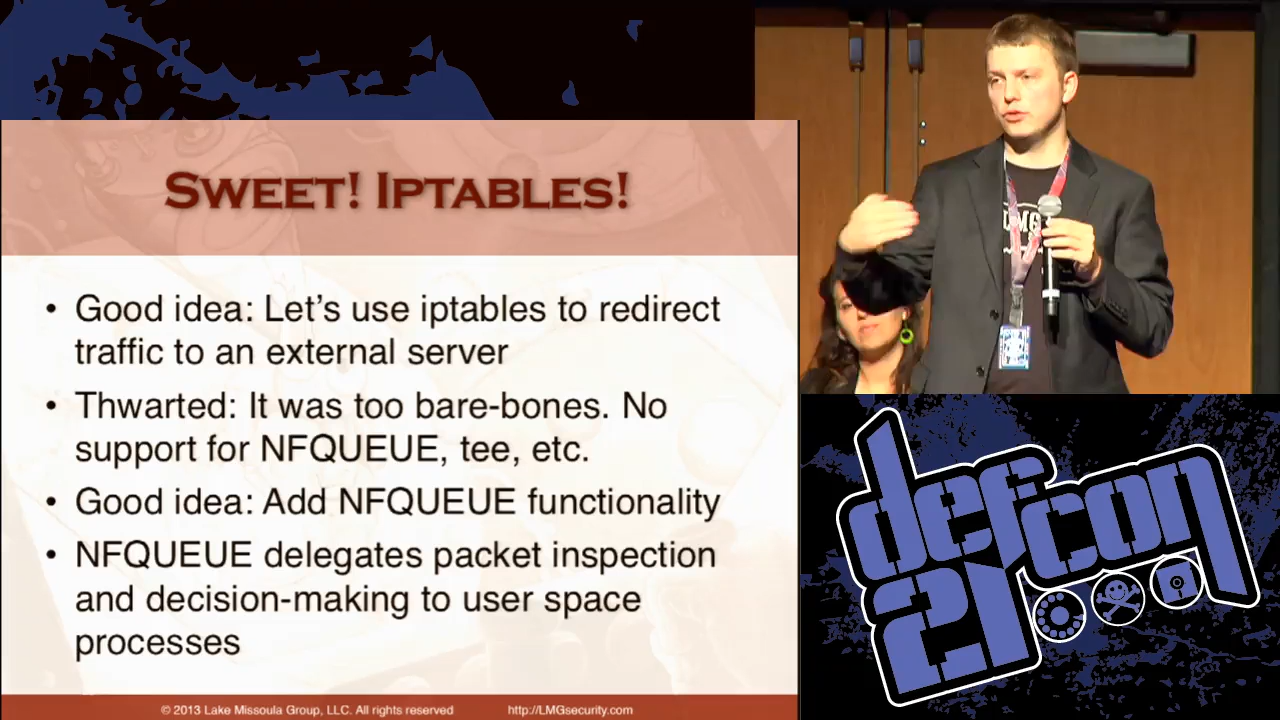 Sweet! Iptables!
• Good idea: Let's use iptables to redirect
traffic to an external server
• Thwarted: It was too bare-bones. No
support for NFQUEUE, tee, etc.
• Good idea: Add NFQUEUE functionality
• NFQUEUE delegates packet inspection
and decision-making to user space
processes
© 2013 Lake Missoula Group, LLC. All rights reserved http://LMGsecurity.com
LMG
defcon
21